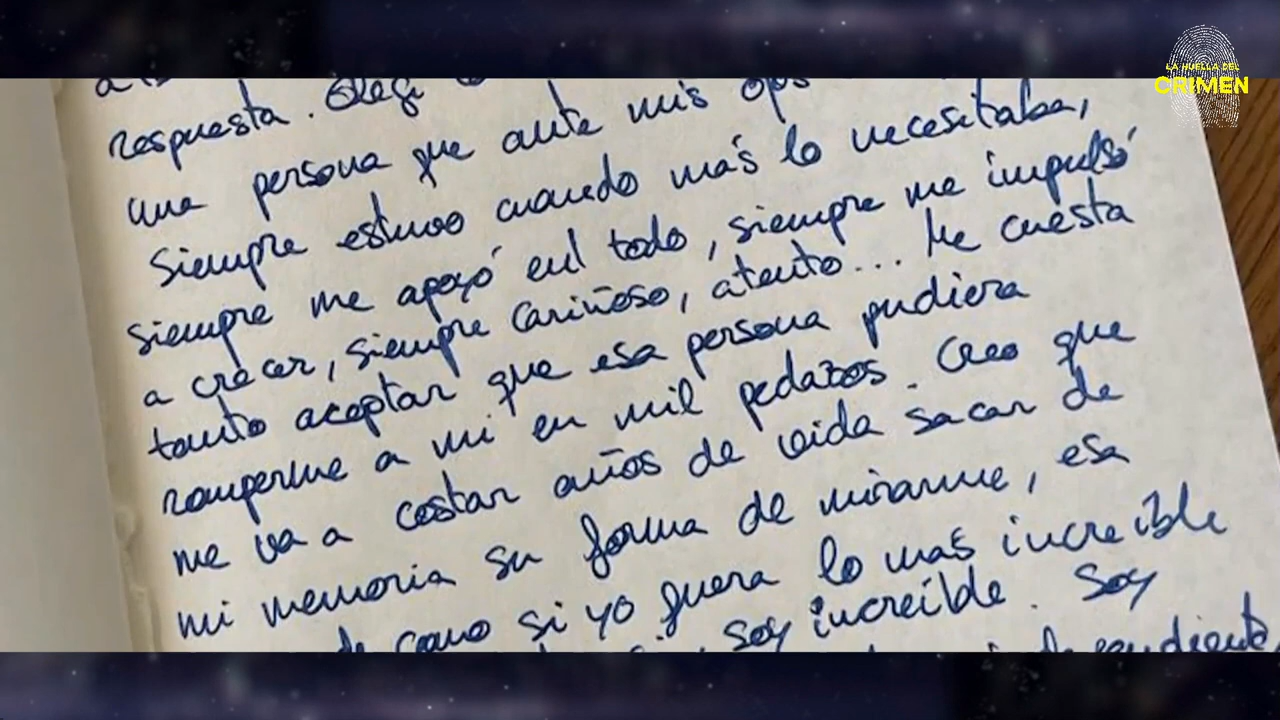 LA HUELLA DEL
CRIMEN
respuesta. Elegí
una persona que ante mis
Siempre estuvo cuando más lo necesitaba,
siempre me apoyó en todo, siempre me impulsó
a crecer, siempre cariñoso, atento... Me cuesta
tanto aceptar que esa persona pudiera
romperme a mi en mil pedazos. Creo que
me va a costar años de vida sacar de
mi memoria su forma de mirarme, esa
como si yo fuera lo mas increíble
soy increíble. Soy